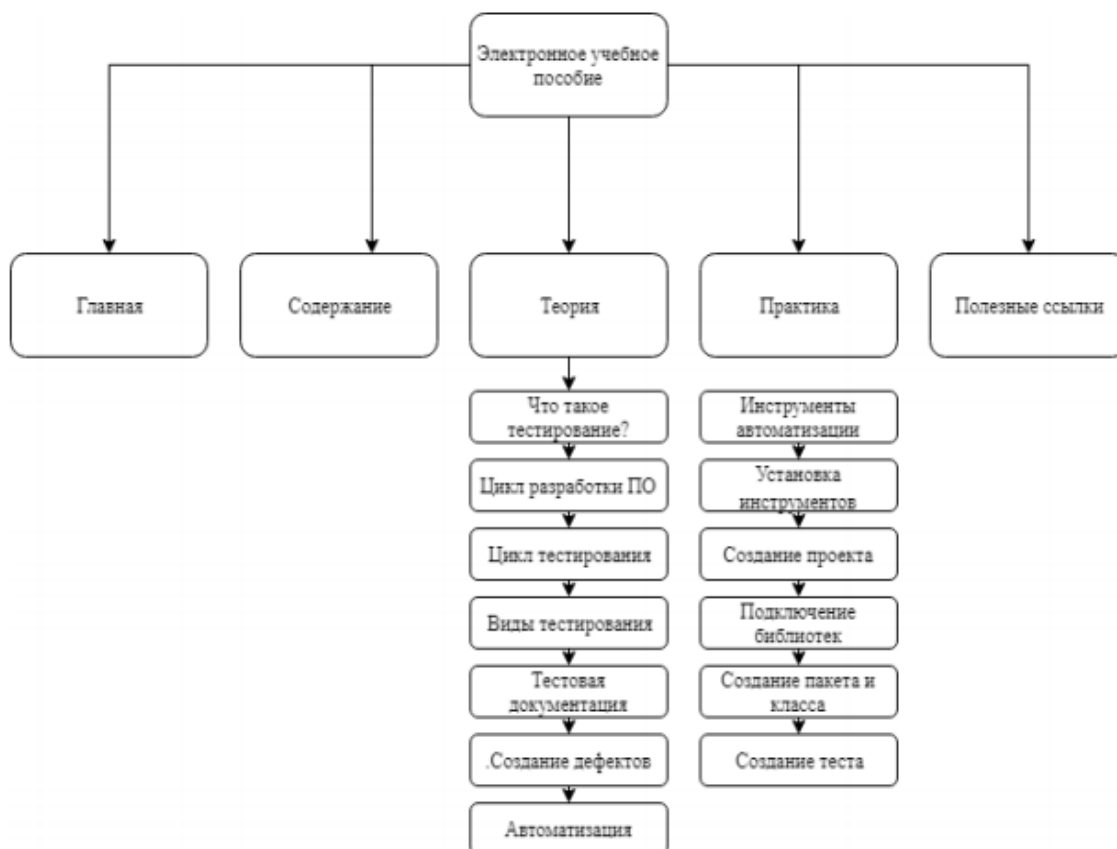 Электронное учебное
пособие
Главная
Содержание
Теория
Практика
Полезные ссылки
Что такое
тестирование?
Цикл разработки ПО
Цикл тестирования
Виды тестирования
Тестовая
документация
.Создание дефектов
Автоматизация
Инструменты
автоматизации
Установка
инструментов
Создание проекта
Подключение
библиотек
Создание пакета и
класса
Создание теста